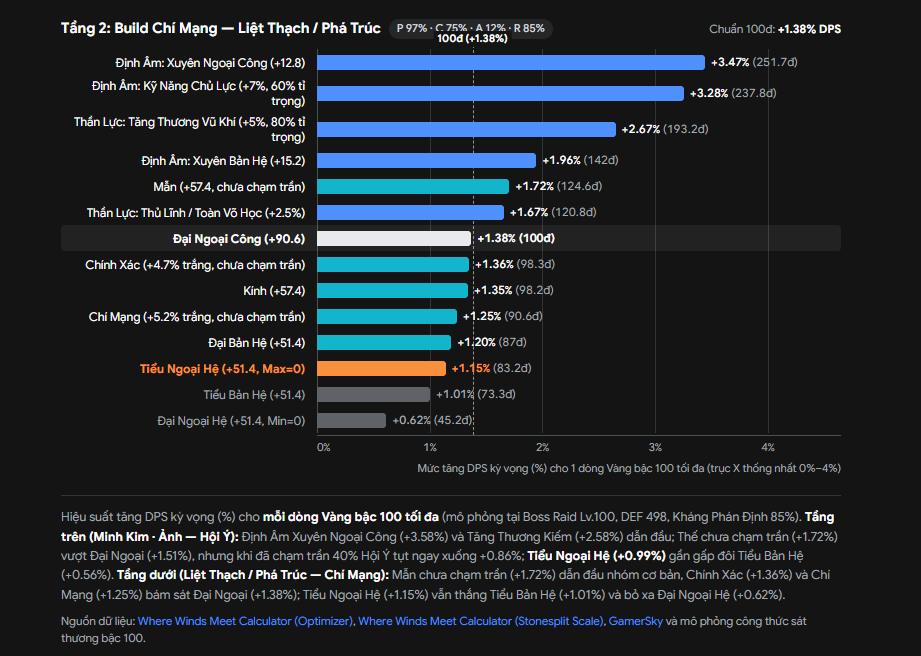 Tầng 2: Build Chí Mạng — Liệt Thạch / Phá Trúc
P 97% · C 75% · A 12% · R 85%
Chuẩn 100đ: +1.38% DPS
100đ (+1.38%)
Định Âm: Xuyên Ngoại Công (+12.8)
+3.47% (251.7đ)
Định Âm: Kỹ Năng Chủ Lực (+7%, 60% tỉ
trọng)
+3.28% (237.8đ)
Thần Lực: Tăng Thương Vũ Khí (+5%, 80% tỉ
trọng)
+2.67% (193.2đ)
Định Âm: Xuyên Bản Hệ (+15.2)
+1.96% (142đ)
Mẫn (+57.4, chưa chạm trần)
+1.72% (124.6đ)
Thần Lực: Thủ Lĩnh / Toàn Võ Học (+2.5%)
+1.67% (120.8đ)
Đại Ngoại Công (+90.6)
+1.38% (100đ)
Chính Xác (+4.7% trắng, chưa chạm trần)
+1.36% (98.3đ)
Kính (+57.4)
+1.35% (98.2đ)
Chí Mạng (+5.2% trắng, chưa chạm trần)
+1.25% (90.6đ)
Đại Bản Hệ (+51.4)
+1.20% (87đ)
Tiểu Ngoại Hệ (+51.4, Max=0)
+1.15% (83.2đ)
Tiểu Bản Hệ (+51.4)
+1.01% (73.3đ)
Đại Ngoại Hệ (+51.4, Min=0)
+0.62% (45.2đ)
0% 1% 2% 3% 4%
Mức tăng DPS kỳ vọng (%) cho 1 dòng Vàng bậc 100 tối đa (trục X thống nhất 0%–4%)
Hiệu suất tăng DPS kỳ vọng (%) cho mỗi dòng Vàng bậc 100 tối đa (mô phỏng tại Boss Raid Lv.100, DEF 498, Kháng Phán Định 85%). Tầng
trên (Minh Kim · Ảnh — Hội Ý): Định Âm Xuyên Ngoại Công (+3.58%) và Tăng Thương Kiếm (+2.58%) dẫn đầu; Thế chưa chạm trần (+1.72%)
vượt Đại Ngoại (+1.51%), nhưng khi đã chạm trần 40% Hội Ý tụt ngay xuống +0.86%; Tiểu Ngoại Hệ (+0.99%) gần gấp đôi Tiểu Bản Hệ
(+0.56%). Tầng dưới (Liệt Thạch / Phá Trúc — Chí Mạng): Mẫn chưa chạm trần (+1.72%) dẫn đầu nhóm cơ bản, Chính Xác (+1.36%) và Chí
Mạng (+1.25%) bám sát Đại Ngoại (+1.38%); Tiểu Ngoại Hệ (+1.15%) vẫn thắng Tiểu Bản Hệ (+1.01%) và bỏ xa Đại Ngoại Hệ (+0.62%).
Nguồn dữ liệu: Where Winds Meet Calculator (Optimizer), Where Winds Meet Calculator (Stonesplit Scale), GamerSky và mô phỏng công thức sát
thương bậc 100.